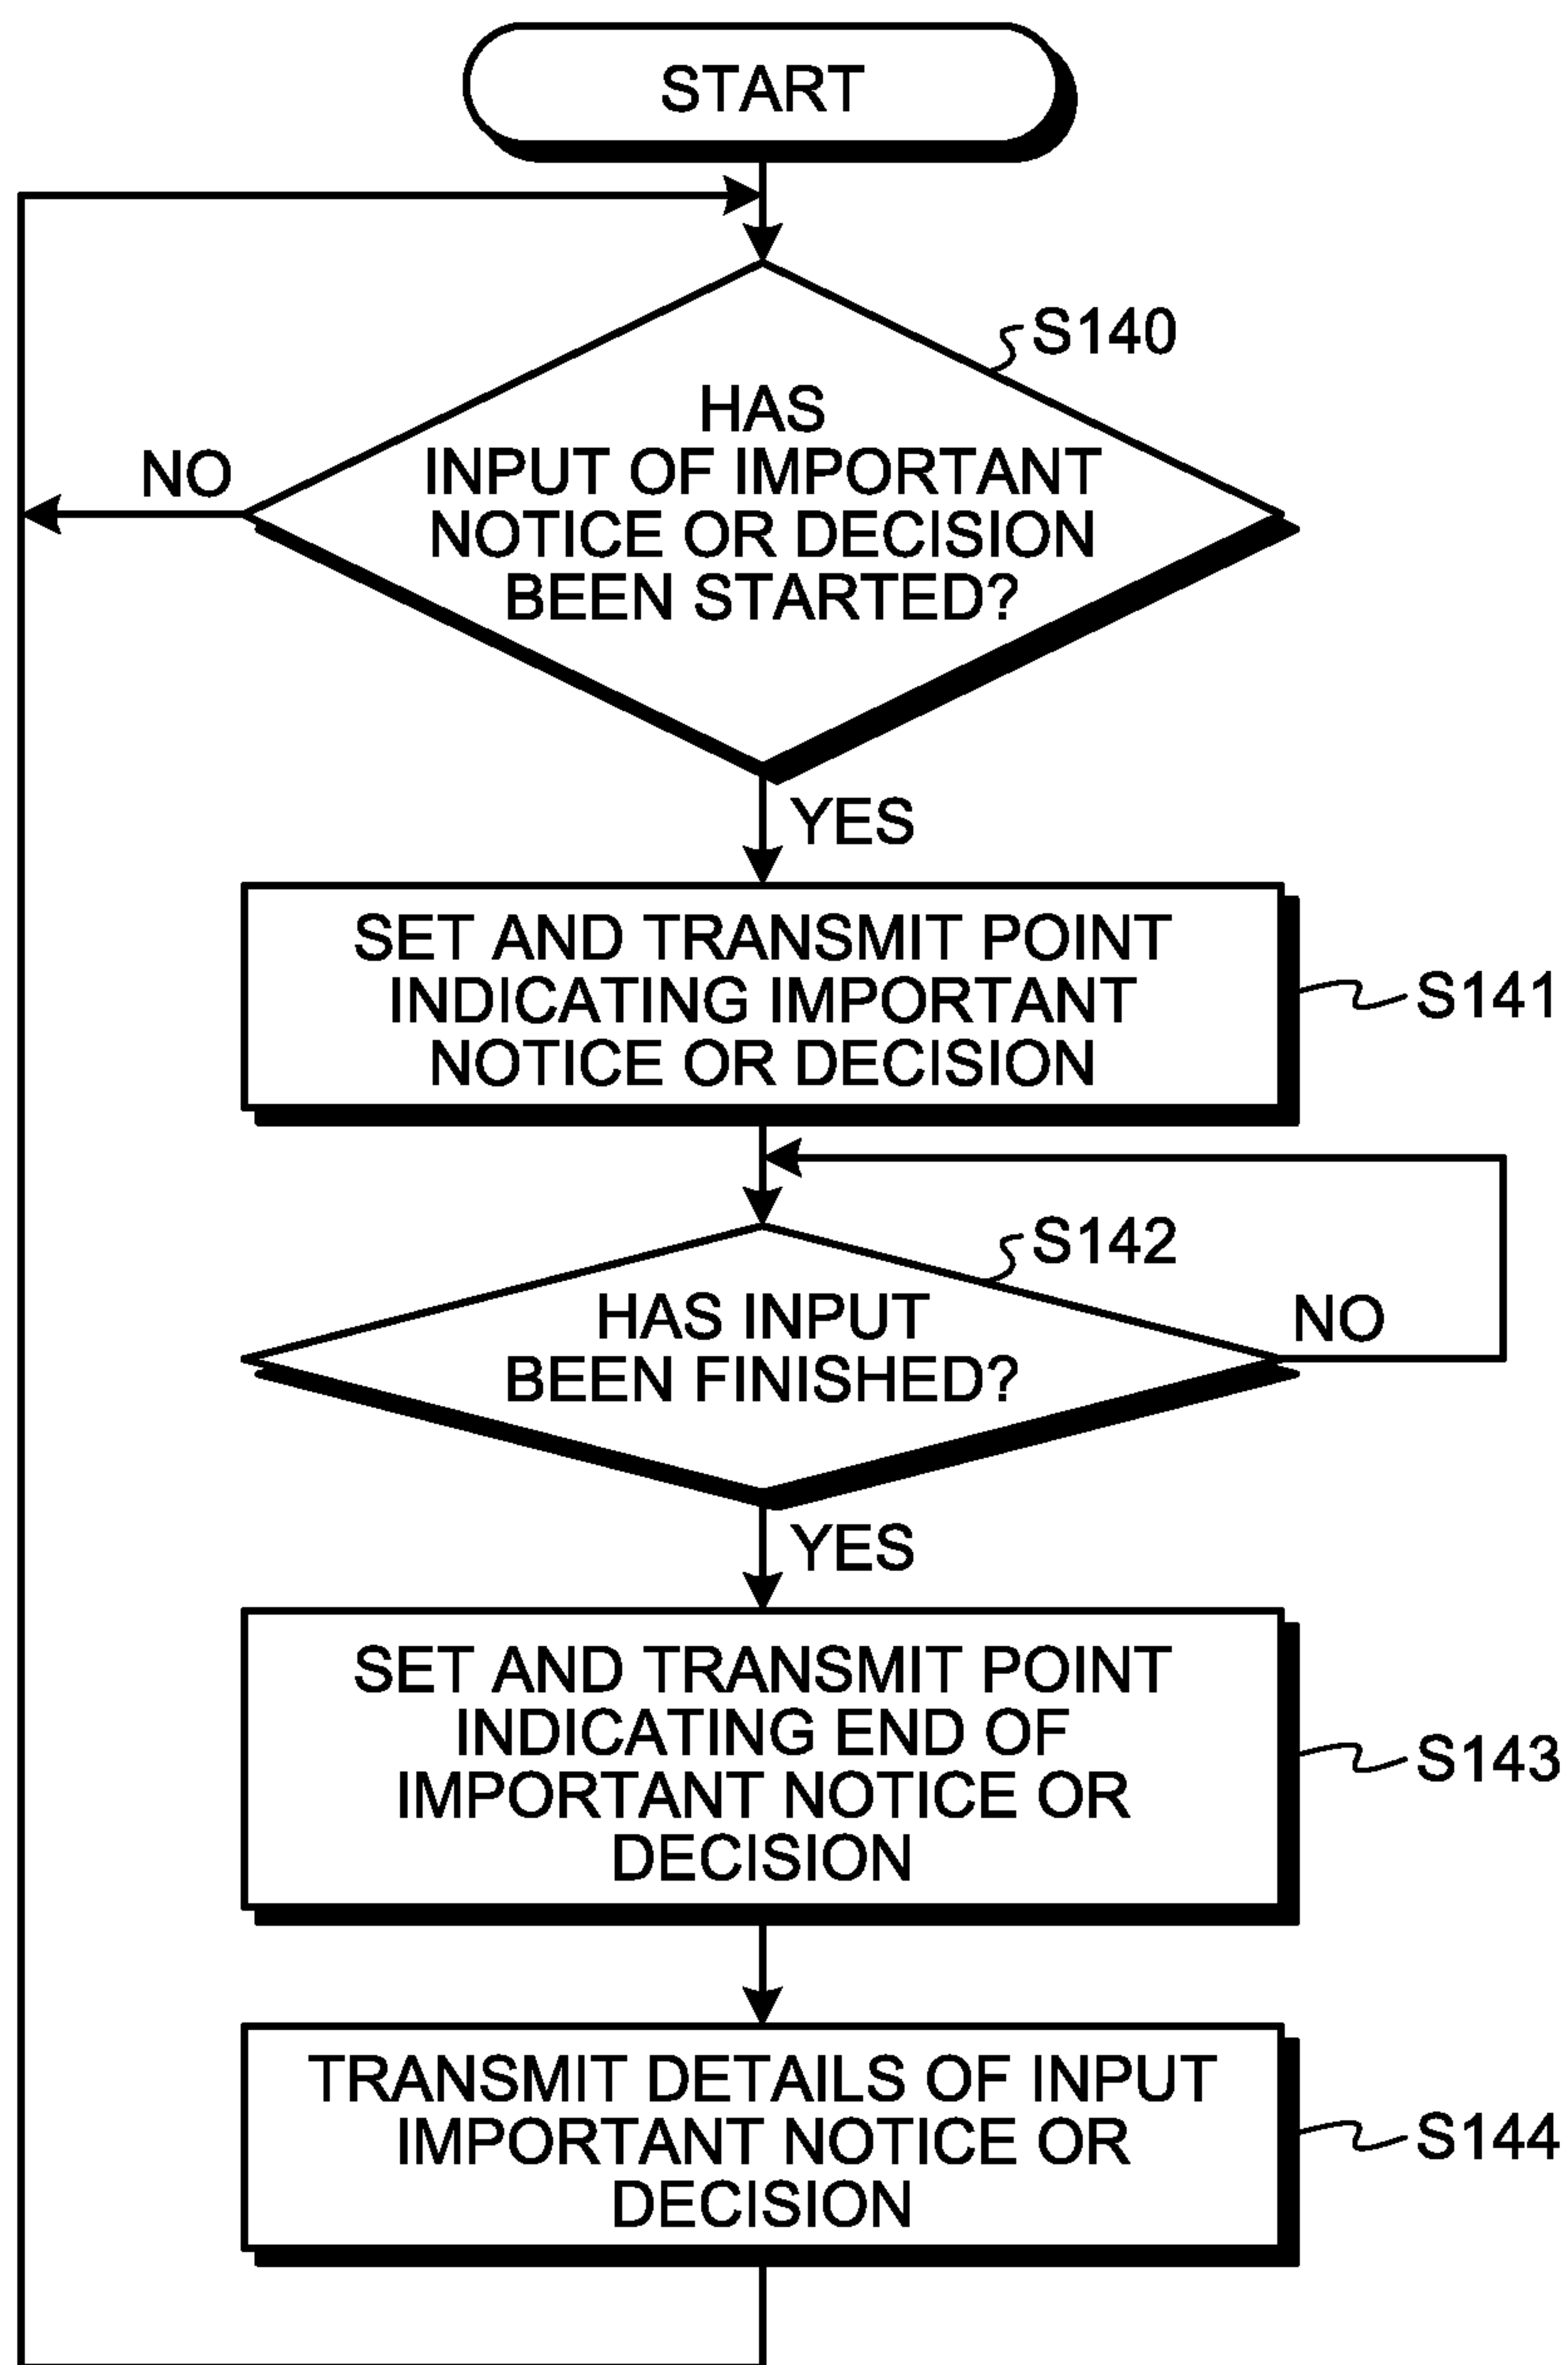 START
S140
HAS
INPUT OF IMPORTANT
NOTICE OR DECISION
BEEN STARTED?
NO
YES
SET AND TRANSMIT POINT
INDICATING IMPORTANT
NOTICE OR DECISION
S141
S142
HAS INPUT
BEEN FINISHED?
NO
YES
SET AND TRANSMIT POINT
INDICATING END OF
IMPORTANT NOTICE OR
DECISION
S143
TRANSMIT DETAILS OF INPUT
IMPORTANT NOTICE OR
DECISION
S144